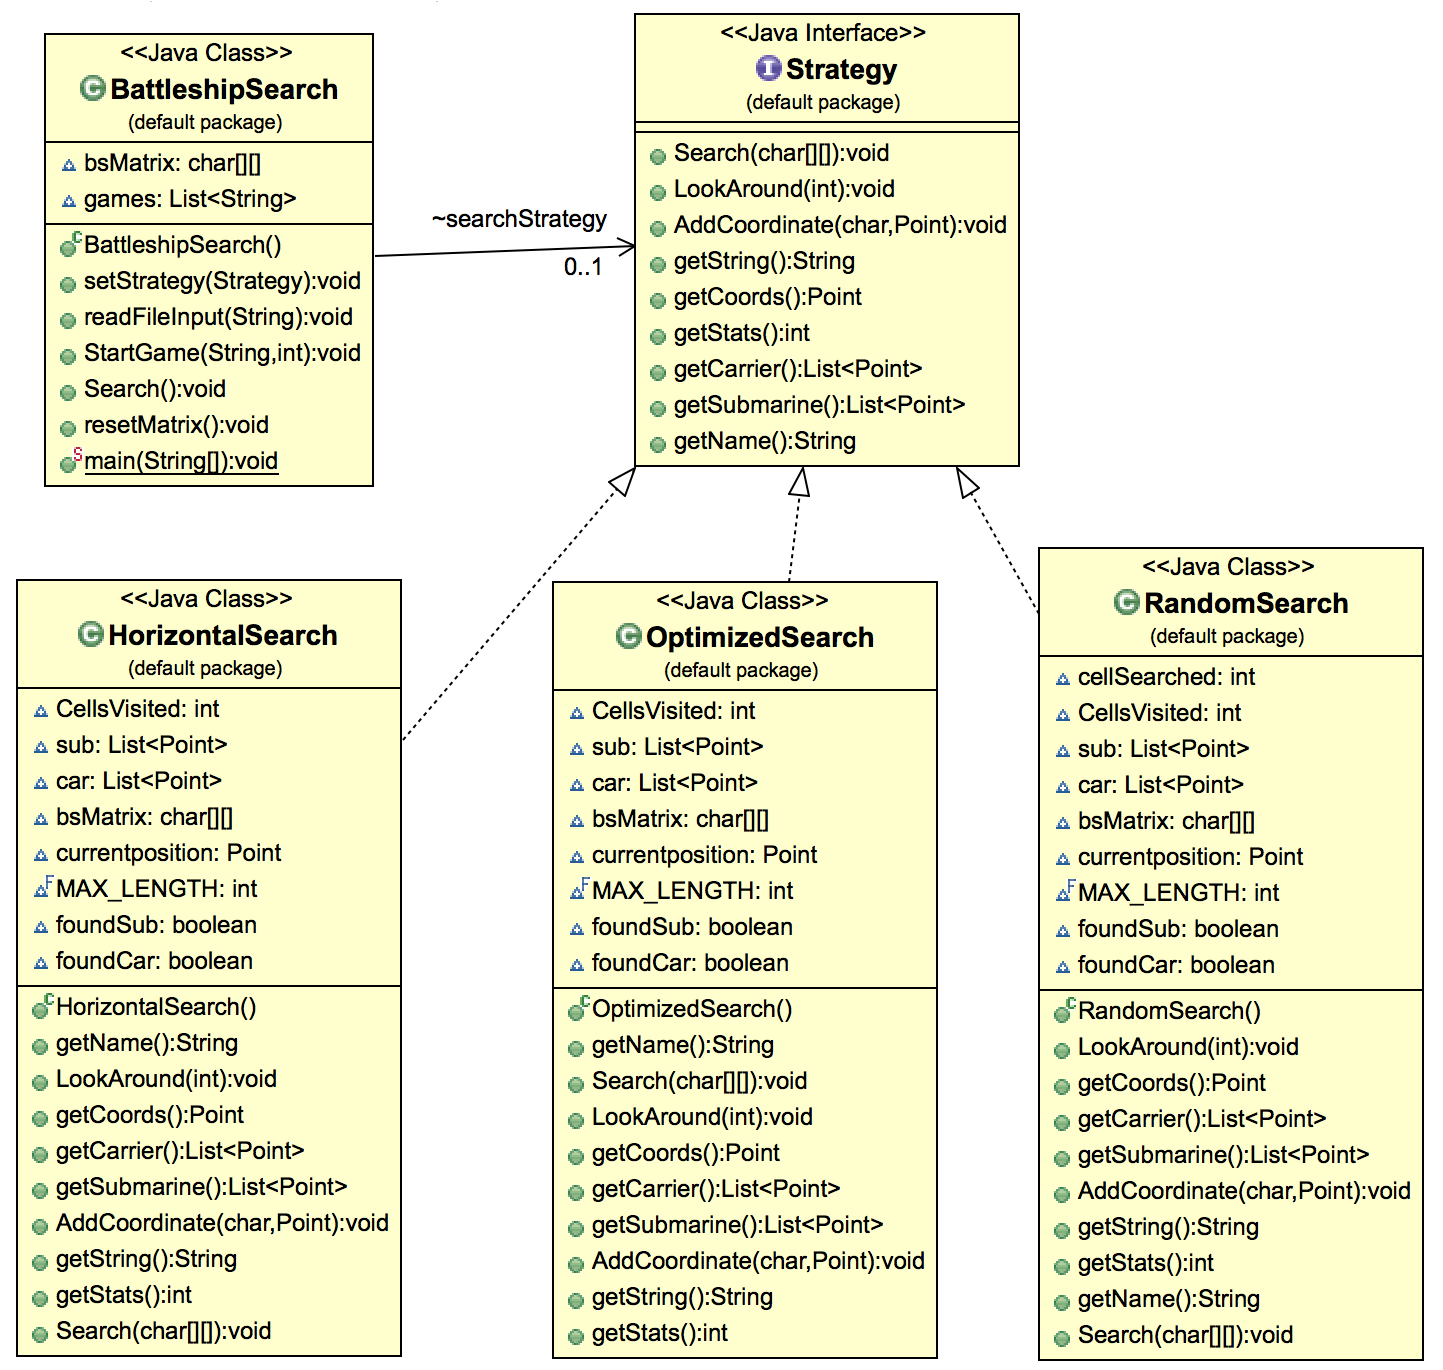 <<Java Class>>
BattleshipSearch
(default package)
bsMatrix: char[][]
games: List<String>
BattleshipSearch()
setStrategy(Strategy):void
readFileInput(String):void
StartGame(String,int):void
Search():void
resetMatrix():void
main(String[]):void
~searchStrategy
0..1
<<Java Interface>>
Strategy
(default package)
Search(char[][]):void
LookAround(int):void
AddCoordinate(char,Point):void
getString():String
getCoords():Point
getStats():int
getCarrier():List<Point>
getSubmarine():List<Point>
getName():String
<<Java Class>>
HorizontalSearch
(default package)
CellsVisited: int
sub: List<Point>
car: List<Point>
bsMatrix: char[][]
currentposition: Point
MAX_LENGTH: int
foundSub: boolean
foundCar: boolean
HorizontalSearch()
getName():String
LookAround(int):void
getCoords():Point
getCarrier():List<Point>
getSubmarine():List<Point>
AddCoordinate(char,Point):void
getString():String
getStats():int
Search(char[][]):void
<<Java Class>>
OptimizedSearch
(default package)
CellsVisited: int
sub: List<Point>
car: List<Point>
bsMatrix: char[][]
currentposition: Point
MAX_LENGTH: int
foundSub: boolean
foundCar: boolean
OptimizedSearch()
getName():String
Search(char[][]):void
LookAround(int):void
getCoords():Point
getCarrier():List<Point>
getSubmarine():List<Point>
AddCoordinate(char,Point):void
getString():String
getStats():int
<<Java Class>>
RandomSearch
(default package)
cellSearched: int
CellsVisited: int
sub: List<Point>
car: List<Point>
bsMatrix: char[][]
currentposition: Point
MAX_LENGTH: int
foundSub: boolean
foundCar: boolean
RandomSearch()
LookAround(int):void
getCoords():Point
getCarrier():List<Point>
getSubmarine():List<Point>
AddCoordinate(char,Point):void
getString():String
getStats():int
getName():String
Search(char[][]):void